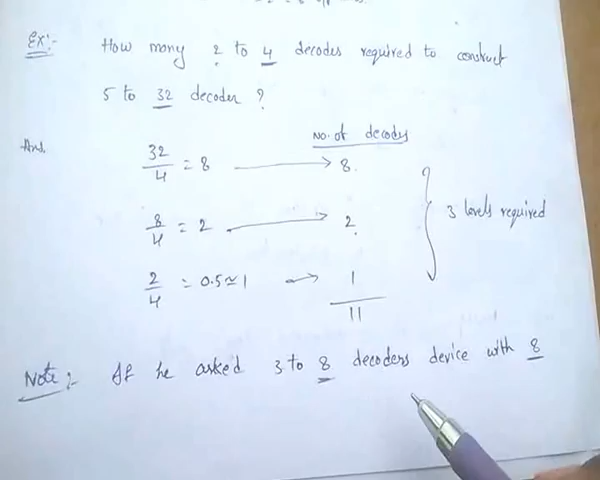 Ex:- How many 2 to 4 decodes required to construct
5 to 32 decoder ?
Ans. No. of decods
32/4 = 8 → 8.
8/4 = 2 → 2.
3 levels required
2/4 = 0.5 ≃ 1 → 1
11
Note:- If he asked 3 to 8 decoders device with 8